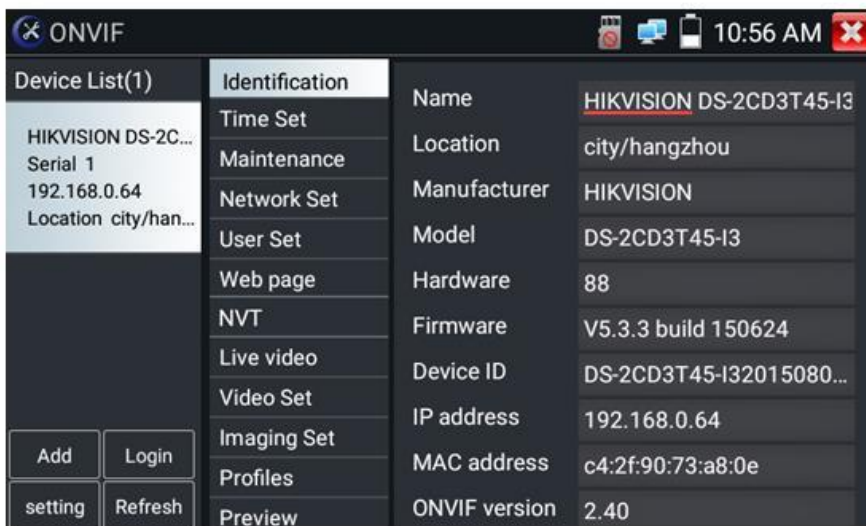 ONVIF
10:56 AM
Device List(1)
HIKVISION DS-2C...
Serial 1
192.168.0.64
Location city/han...
Add
Login
setting
Refresh
Identification
Time Set
Maintenance
Network Set
User Set
Web page
NVT
Live video
Video Set
Imaging Set
Profiles
Preview
Name HIKVISION DS-2CD3T45-I3
Location city/hangzhou
Manufacturer HIKVISION
Model DS-2CD3T45-I3
Hardware 88
Firmware V5.3.3 build 150624
Device ID DS-2CD3T45-I32015080...
IP address 192.168.0.64
MAC address c4:2f:90:73:a8:0e
ONVIF version 2.40